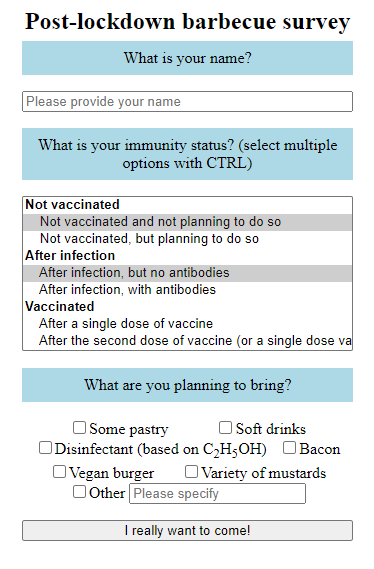 Post-lockdown barbecue survey
What is your name?
Please provide your name
What is your immunity status? (select multiple
options with CTRL)
Not vaccinated
Not vaccinated and not planning to do so
Not vaccinated, but planning to do so
After infection
After infection, but no antibodies
After infection, with antibodies
Vaccinated
After a single dose of vaccine
After the second dose of vaccine (or a single dose va
What are you planning to bring?
Some pastry Soft drinks
Disinfectant (based on C₂H₅OH) Bacon
Vegan burger Variety of mustards
Other Please specify
I really want to come!